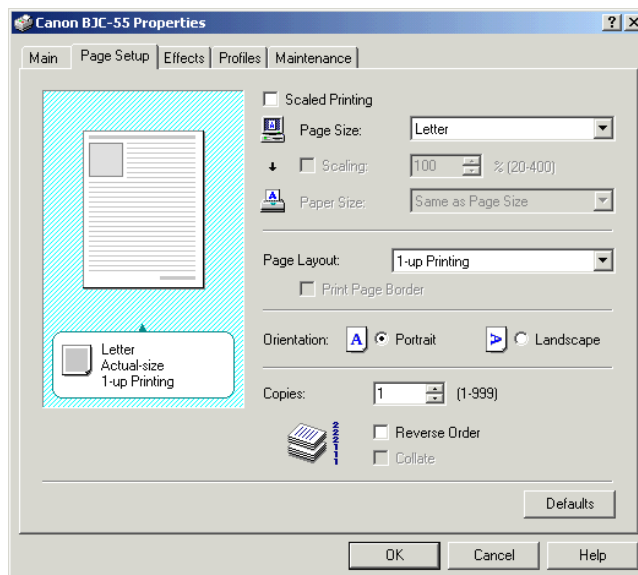 Canon BJC-55 Properties
Main Page Setup Effects Profiles Maintenance
Scaled Printing
Page Size: Letter
Scaling: 100 % (20-400)
Paper Size: Same as Page Size
Page Layout: 1-up Printing
Print Page Border
Letter
Actual-size
1-up Printing
Orientation: A Portrait A Landscape
Copies: 1 (1-999)
Reverse Order
Collate
222111
Defaults
OK Cancel Help